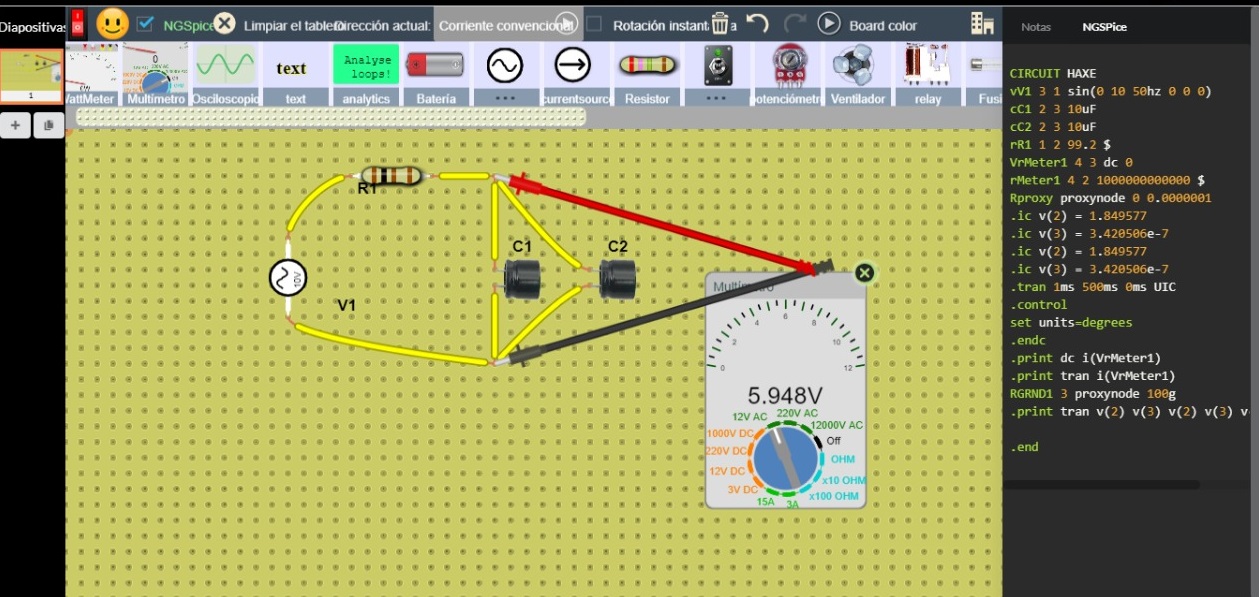 Diapositivas
NGSpice
Limpiar el tablero
Dirección actual:
Corriente convencional
Rotación instant
a
Board color
Notas
NGSPice
text
Analyse
loops!
WattMeter
Multímetro
Osciloscopio
text
analytics
Batería
...
currentsource
Resistor
...
potenciómetro
Ventilador
relay
Fusi
1
+
R1
10V
V1
C1
C2
Multímetro
0
2
4
6
8
10
12
5.948V
12V AC
220V AC
12000V AC
1000V DC
Off
220V DC
OHM
12V DC
x10 OHM
3V DC
x100 OHM
15A
3A
CIRCUIT HAXE
vV1 3 1 sin(0 10 50hz 0 0 0)
cC1 2 3 10uF
cC2 2 3 10uF
rR1 1 2 99.2 $
VrMeter1 4 3 dc 0
rMeter1 4 2 1000000000000 $
Rproxy proxynode 0 0.0000001
.ic v(2) = 1.849577
.ic v(3) = 3.420506e-7
.ic v(2) = 1.849577
.ic v(3) = 3.420506e-7
.tran 1ms 500ms 0ms UIC
.control
set units=degrees
.endc
.print dc i(VrMeter1)
.print tran i(VrMeter1)
RGRND1 3 proxynode 100g
.print tran v(2) v(3) v(2) v(3) v
.end